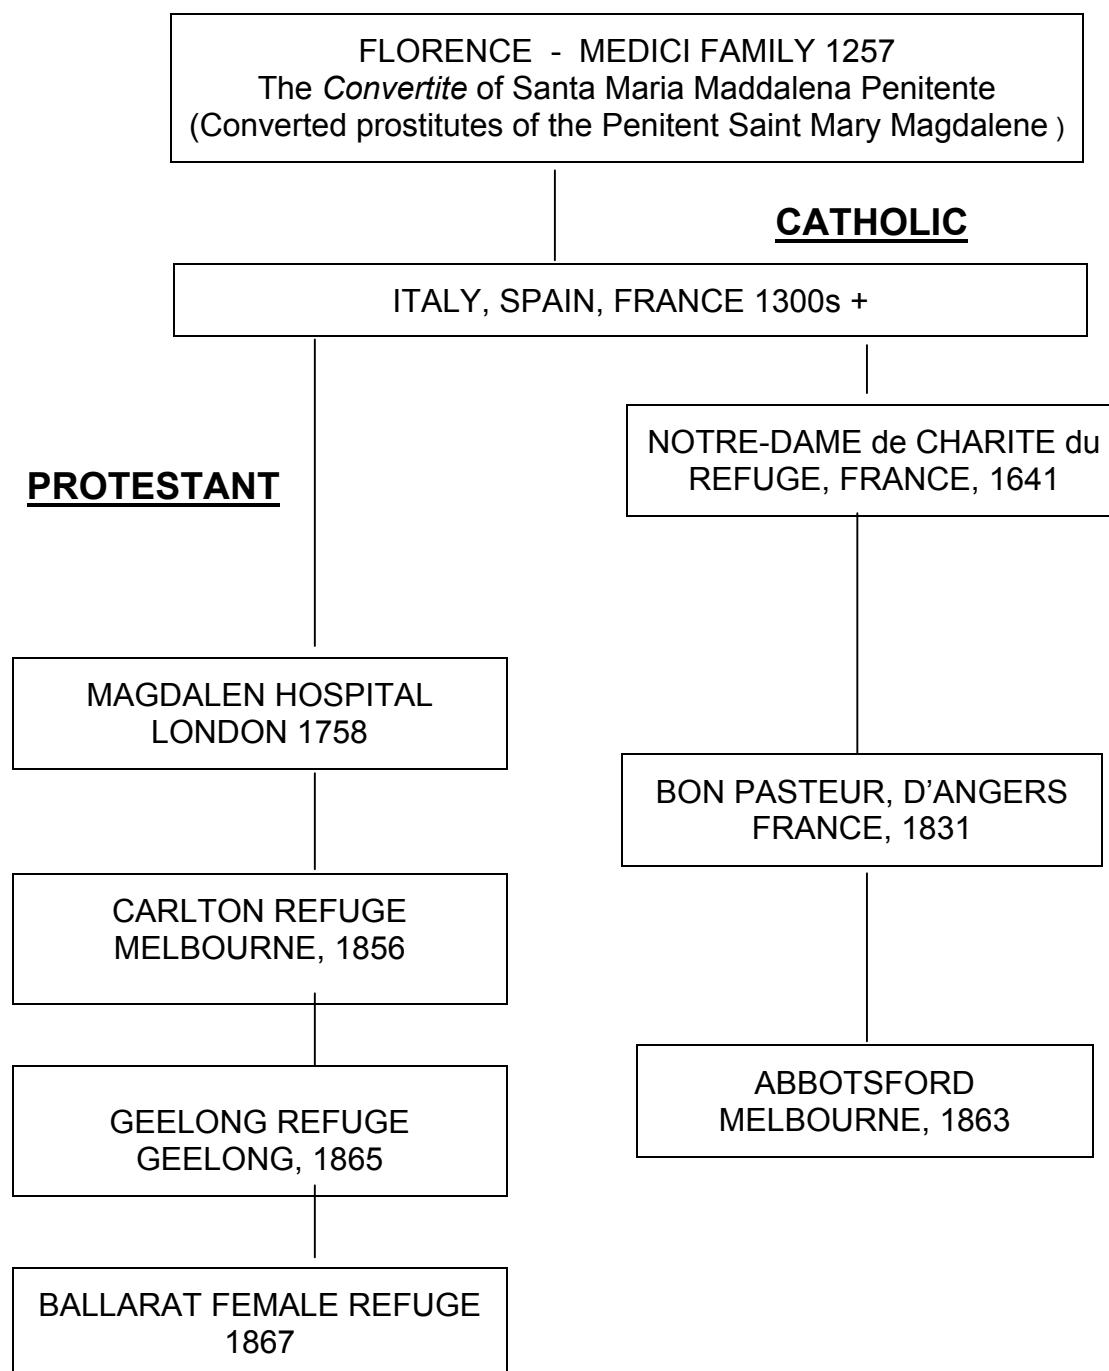 FLORENCE - MEDICI FAMILY 1257
The Convertite of Santa Maria Maddalena Penitente
(Converted prostitutes of the Penitent Saint Mary Magdalene )
CATHOLIC
ITALY, SPAIN, FRANCE 1300s +
NOTRE-DAME de CHARITE du
REFUGE, FRANCE, 1641
PROTESTANT
MAGDALEN HOSPITAL
LONDON 1758
BON PASTEUR, D’ANGERS
FRANCE, 1831
CARLTON REFUGE
MELBOURNE, 1856
ABBOTSFORD
MELBOURNE, 1863
GEELONG REFUGE
GEELONG, 1865
BALLARAT FEMALE REFUGE
1867